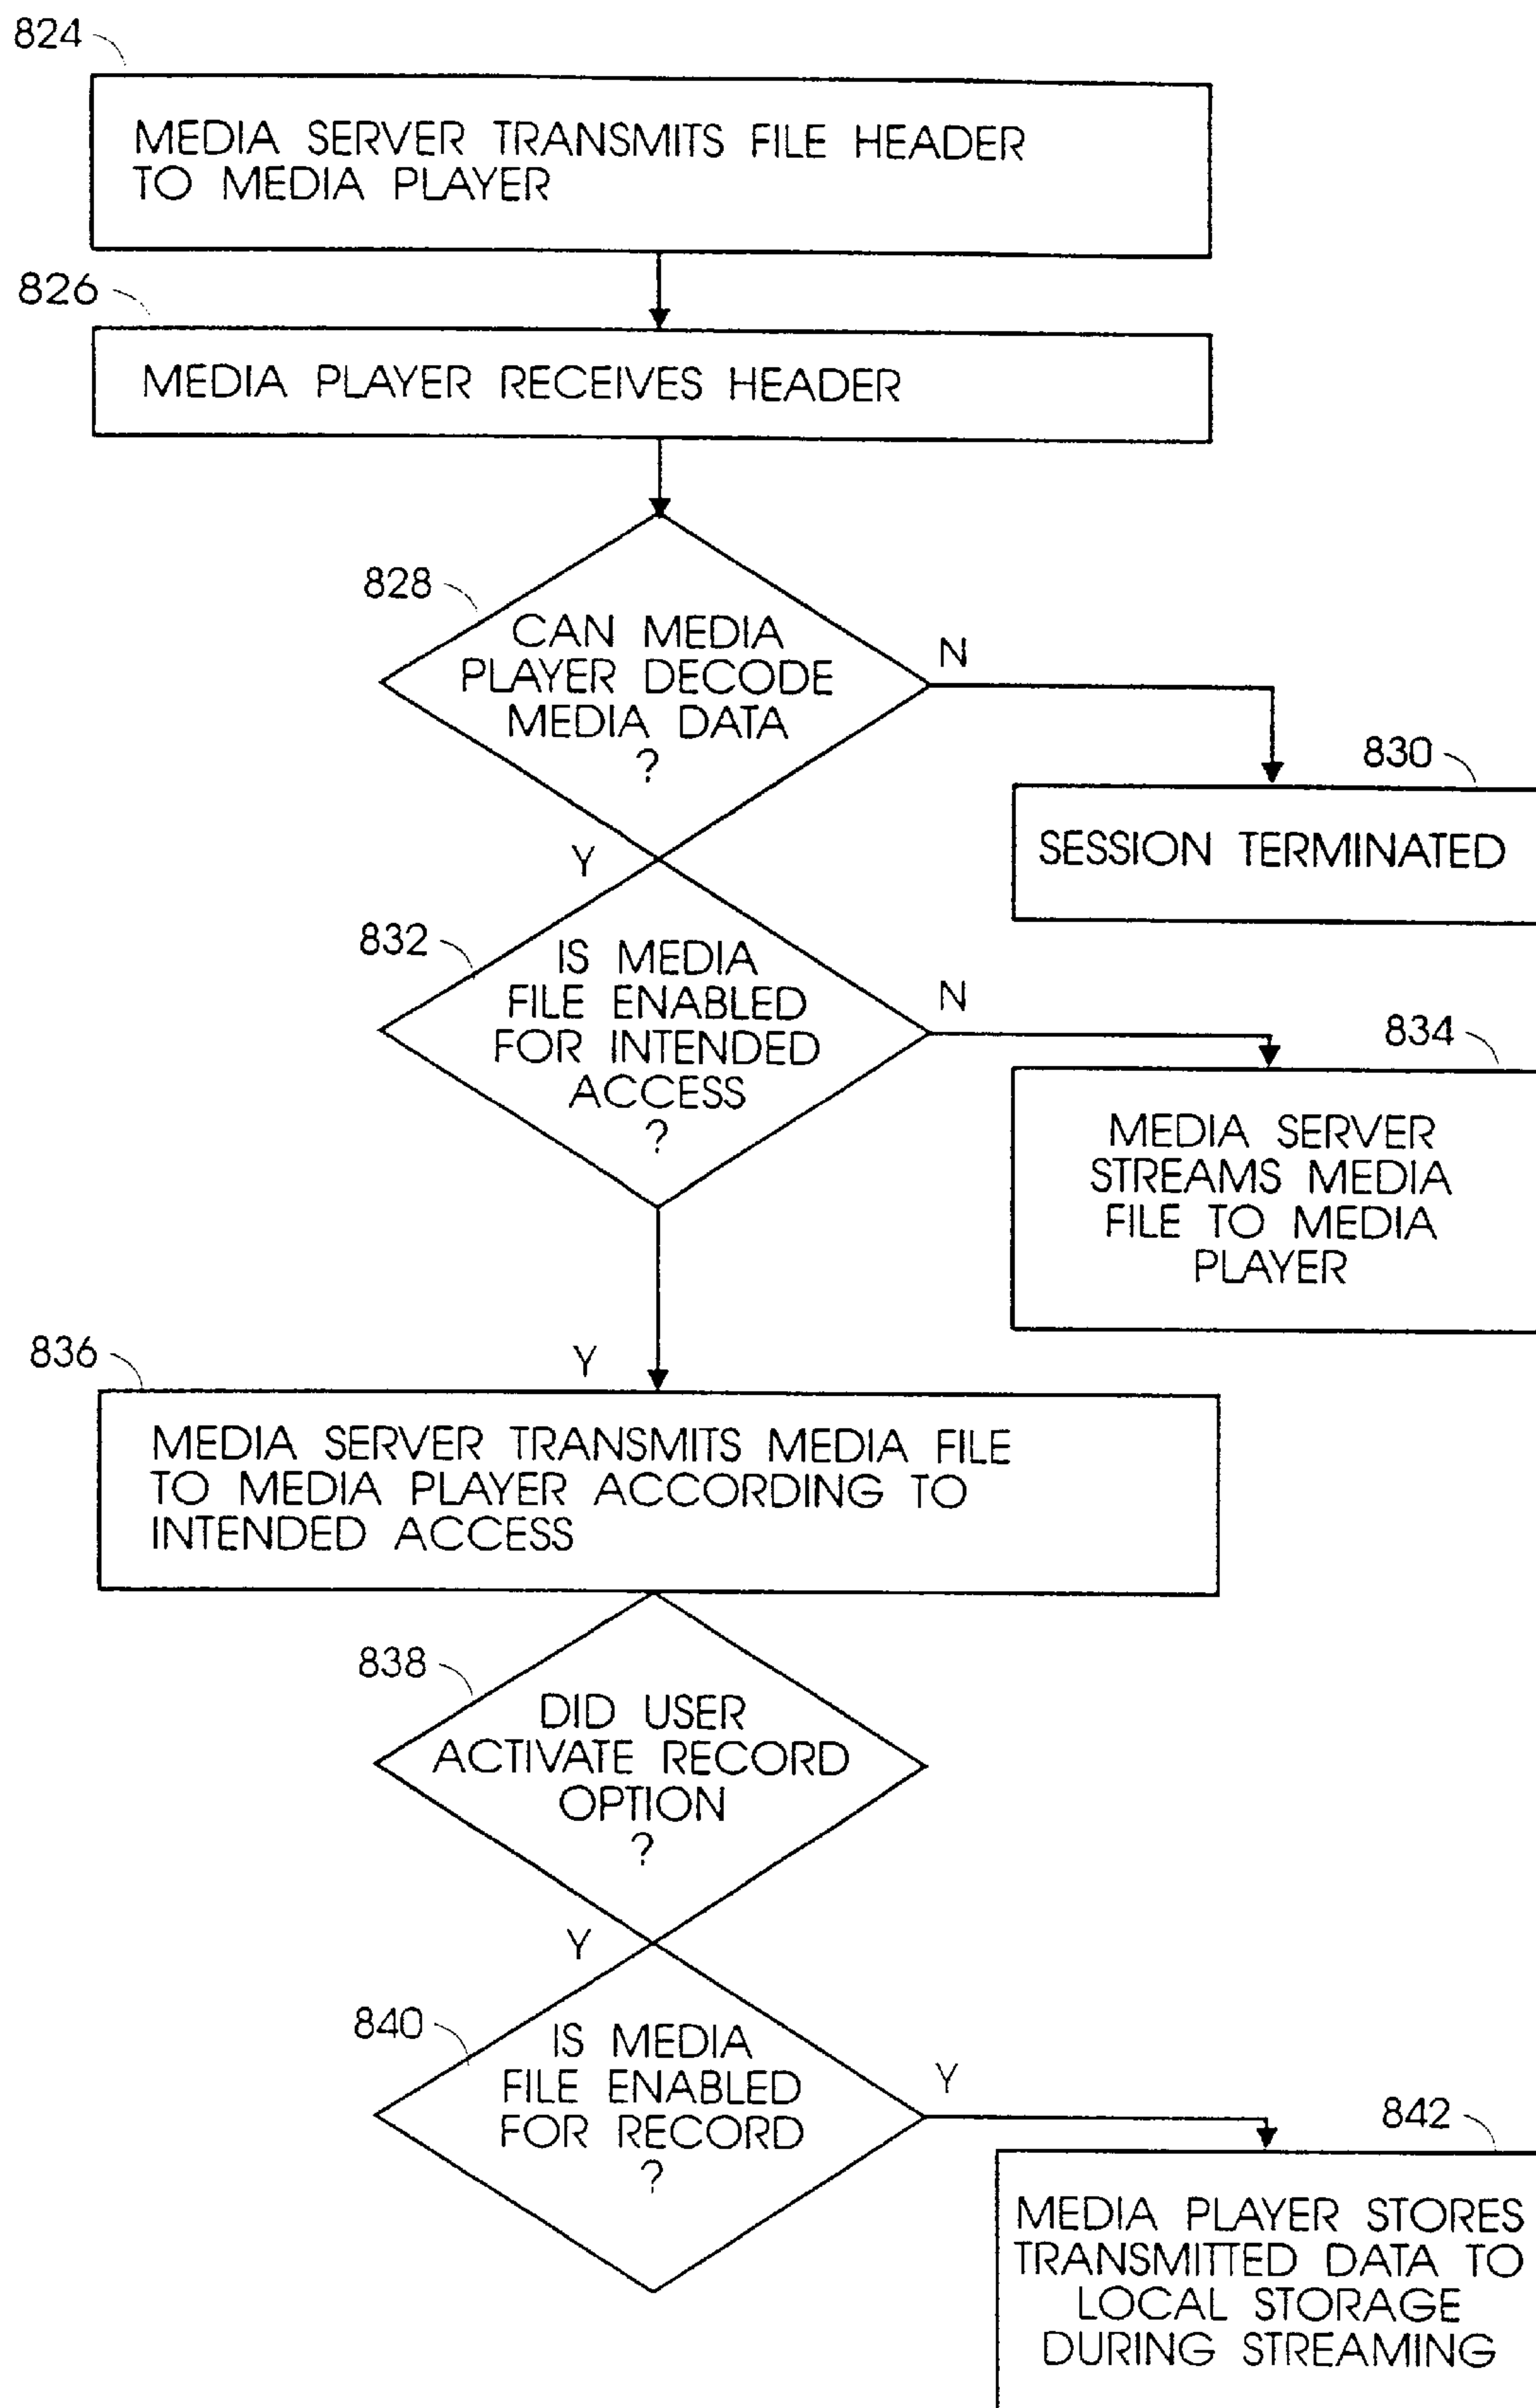 824
MEDIA SERVER TRANSMITS FILE HEADER
TO MEDIA PLAYER
826
MEDIA PLAYER RECEIVES HEADER
828
CAN MEDIA
PLAYER DECODE
MEDIA DATA
?
N
830
SESSION TERMINATED
Y
832
IS MEDIA
FILE ENABLED
FOR INTENDED
ACCESS
?
N
834
MEDIA SERVER
STREAMS MEDIA
FILE TO MEDIA
PLAYER
Y
836
MEDIA SERVER TRANSMITS MEDIA FILE
TO MEDIA PLAYER ACCORDING TO
INTENDED ACCESS
838
DID USER
ACTIVATE RECORD
OPTION
?
Y
840
IS MEDIA
FILE ENABLED
FOR RECORD
?
Y
842
MEDIA PLAYER STORES
TRANSMITTED DATA TO
LOCAL STORAGE
DURING STREAMING